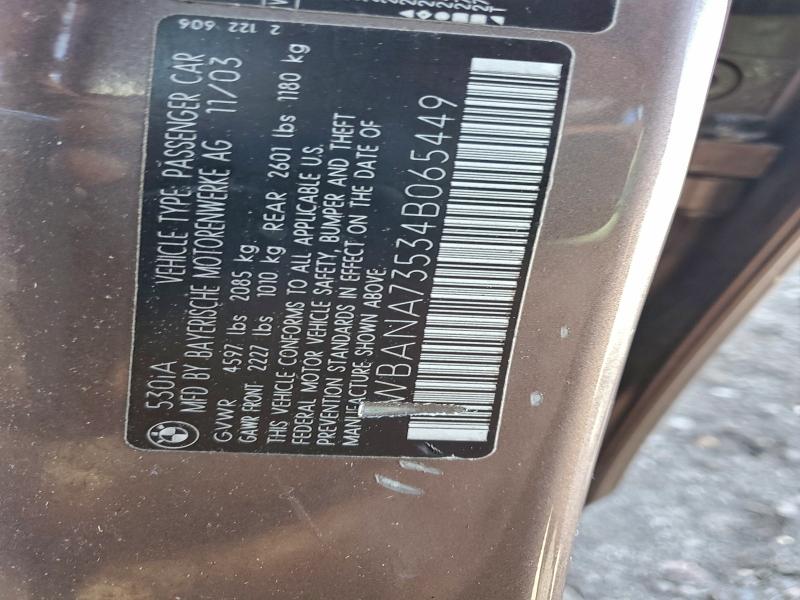 2 122 606
530iA VEHICLE TYPE: PASSENGER CAR
MFD BY BAYERISCHE MOTORENWERKE AG 11/03
GVWR 4597 lbs 2085 kg
GAWR FRONT: 2227 lbs 1010 kg REAR 2601 lbs 1180 kg
THIS VEHICLE CONFORMS TO ALL APPLICABLE U.S.
FEDERAL MOTOR VEHICLE SAFETY, BUMPER AND THEFT
PREVENTION STANDARDS IN EFFECT ON THE DATE OF
MANUFACTURE SHOWN ABOVE.
WBANA73534B065449